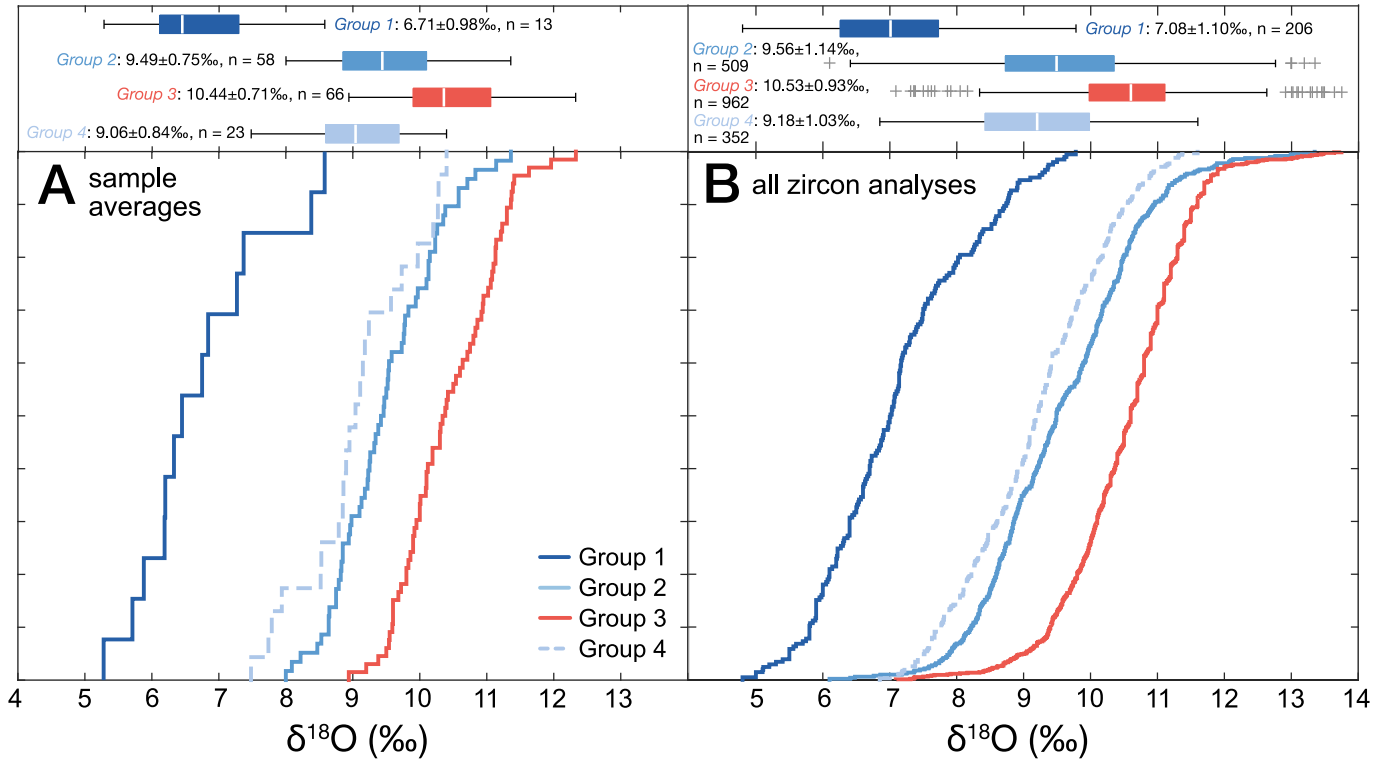 Group 1: 6.71±0.98‰, n = 13
Group 2: 9.49±0.75‰, n = 58
Group 3: 10.44±0.71‰, n = 66
Group 4: 9.06±0.84‰, n = 23
Group 1: 7.08±1.10‰, n = 206
Group 2: 9.56±1.14‰,
n = 509
Group 3: 10.53±0.93‰,
n = 962
Group 4: 9.18±1.03‰,
n = 352
A sample
averages
B all zircon analyses
Group 1
Group 2
Group 3
Group 4
4 5 6 7 8 9 10 11 12 13
5 6 7 8 9 10 11 12 13 14
δ¹⁸O (‰)
δ¹⁸O (‰)